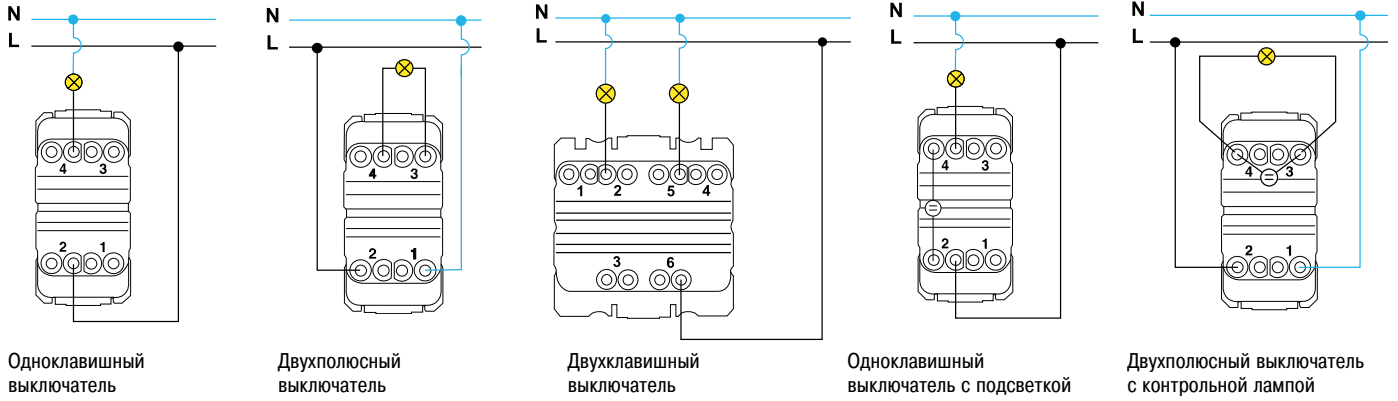 N
L
4 3
2 1
Одноклавишный
выключатель
N
L
4 3
2 1
Двухполюсный
выключатель
N
L
1 2 5 4
3 6
Двухклавишный
выключатель
N
L
4 3
2 1
Одноклавишный
выключатель с подсветкой
N
L
4 3
2 1
Двухполюсный выключатель
с контрольной лампой